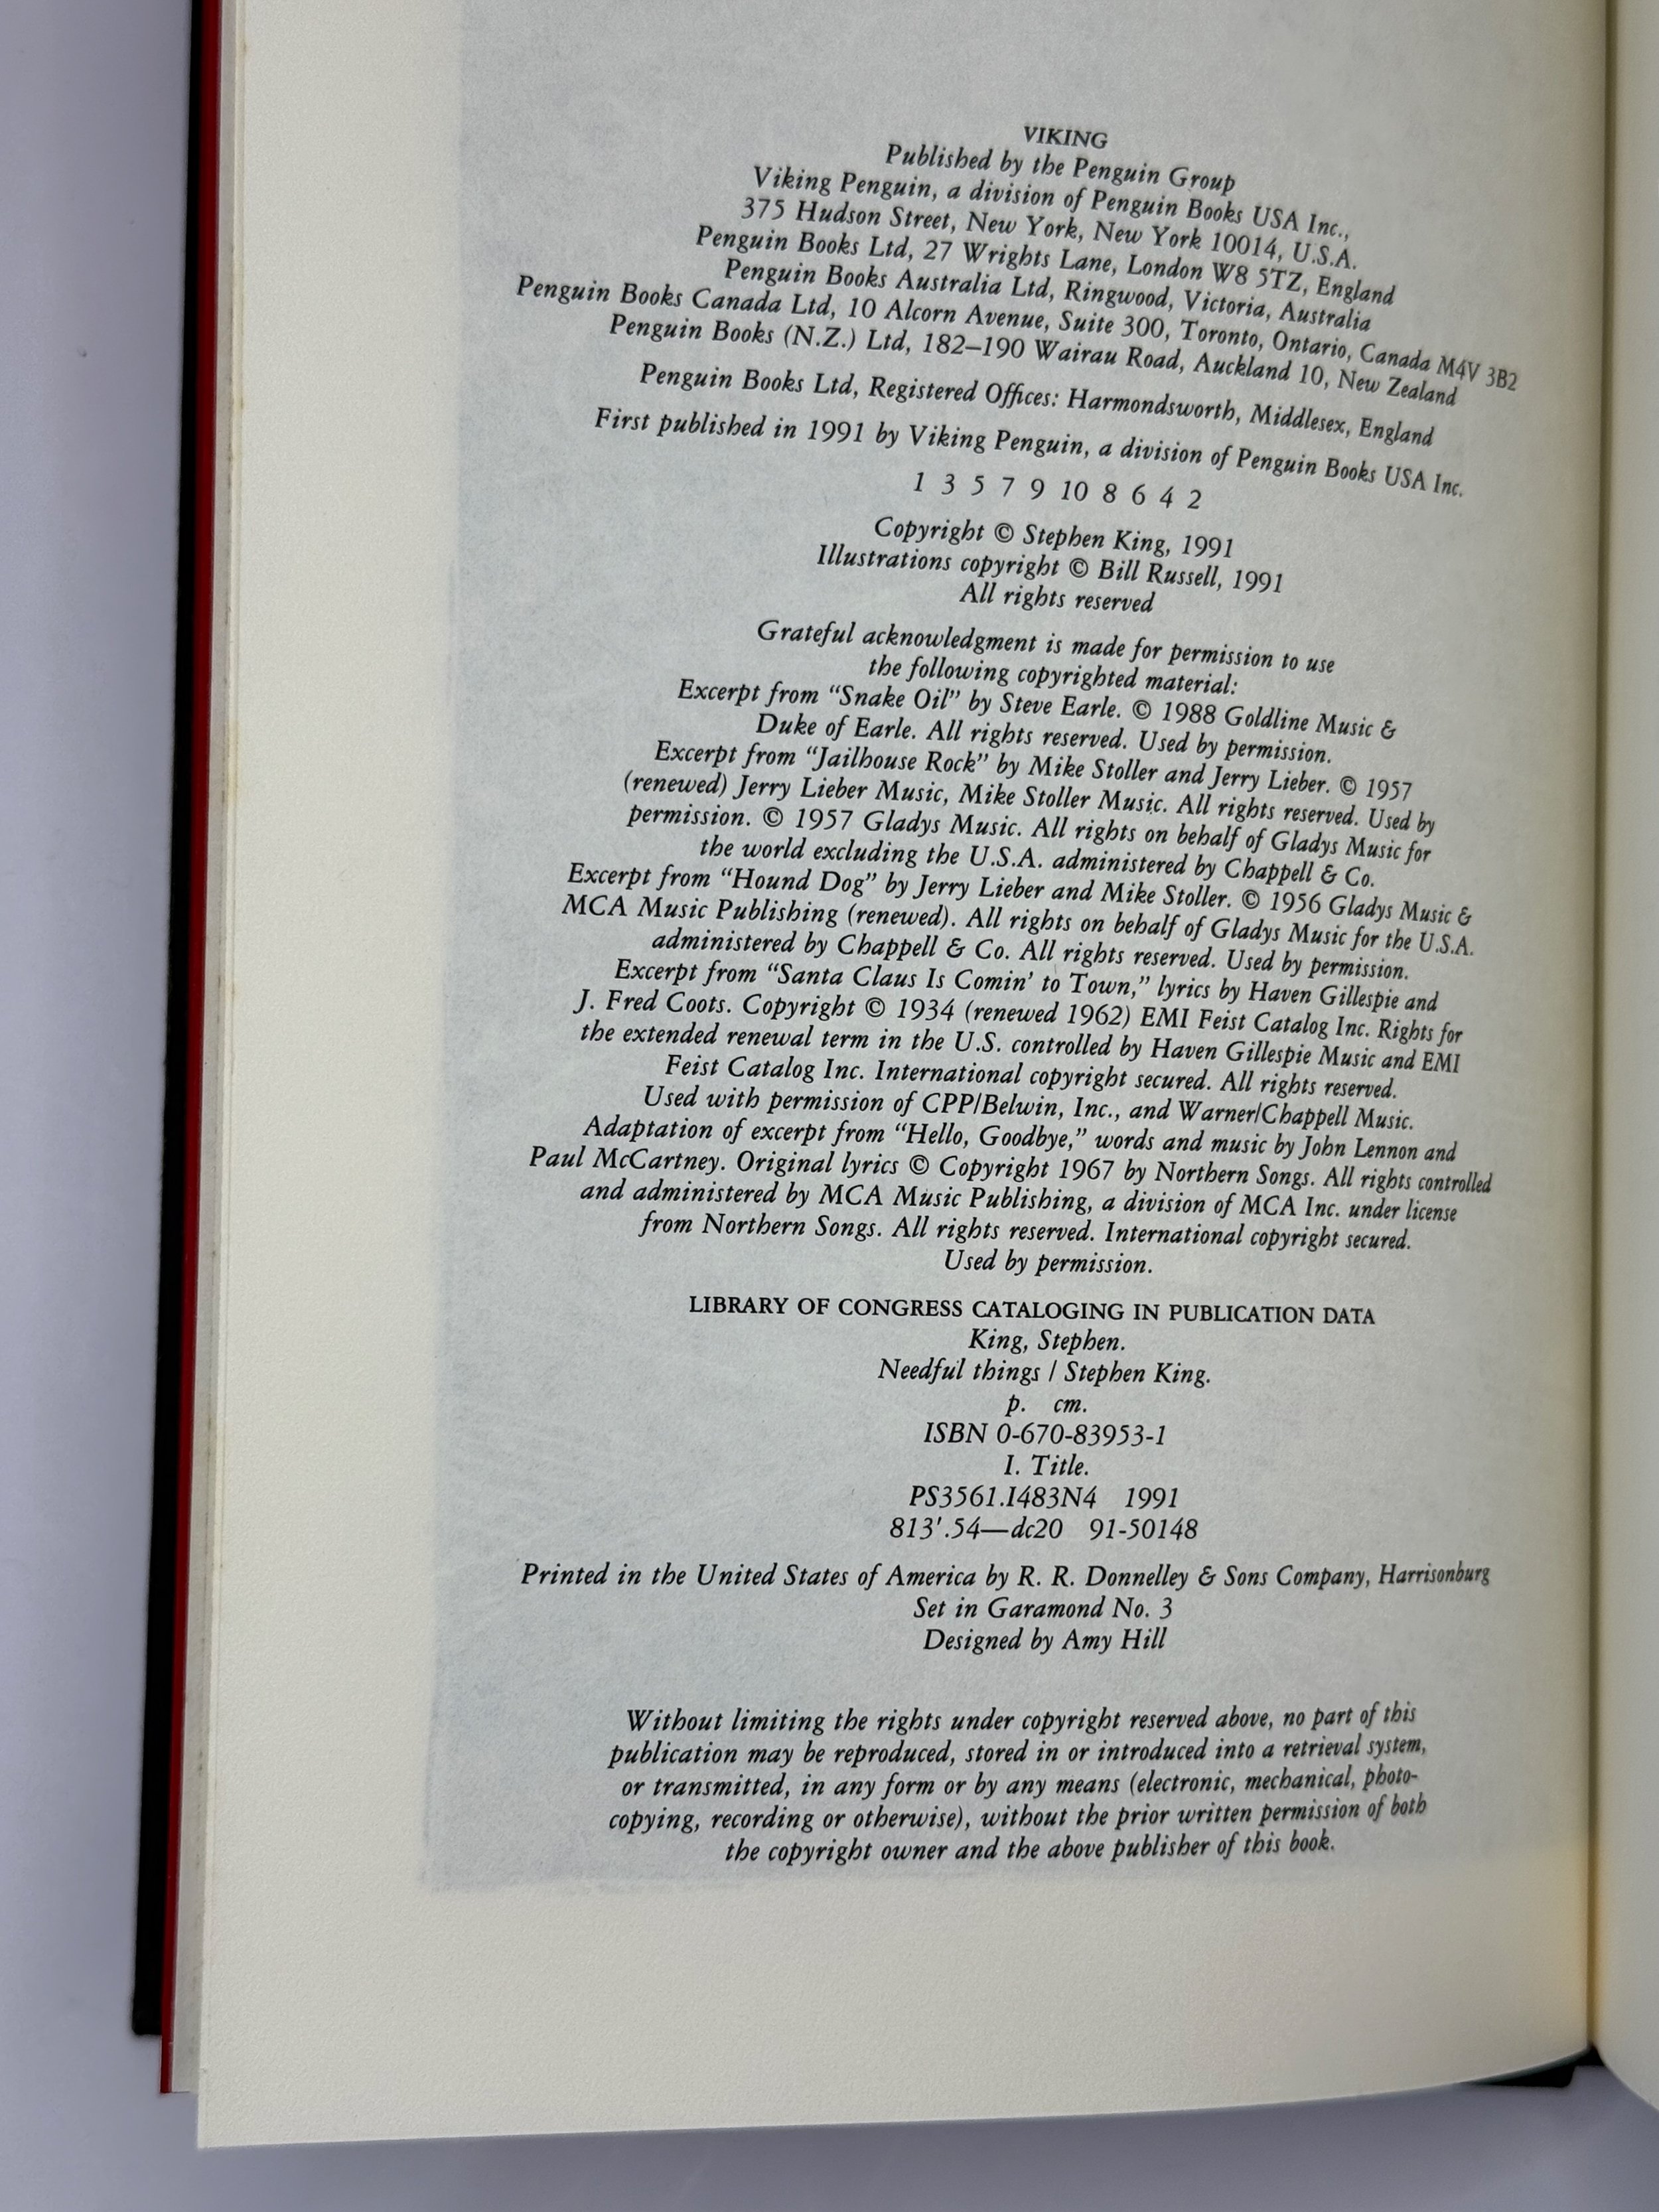 VIKING
Published by the Penguin Group
Viking Penguin, a division of Penguin Books USA Inc.,
375 Hudson Street, New York, New York 10014, U.S.A.
Penguin Books Ltd, 27 Wrights Lane, London W8 5TZ, England
Penguin Books Australia Ltd, Ringwood, Victoria, Australia
Penguin Books Canada Ltd, 10 Alcorn Avenue, Suite 300, Toronto, Ontario, Canada M4V 3B2
Penguin Books (N.Z.) Ltd, 182–190 Wairau Road, Auckland 10, New Zealand
Penguin Books Ltd, Registered Offices: Harmondsworth, Middlesex, England
First published in 1991 by Viking Penguin, a division of Penguin Books USA Inc.
1 3 5 7 9 10 8 6 4 2
Copyright © Stephen King, 1991
Illustrations copyright © Bill Russell, 1991
All rights reserved
Grateful acknowledgment is made for permission to use
the following copyrighted material:
Excerpt from “Snake Oil” by Steve Earle. © 1988 Goldline Music &
Duke of Earle. All rights reserved. Used by permission.
Excerpt from “Jailhouse Rock” by Mike Stoller and Jerry Lieber. © 1957
(renewed) Jerry Lieber Music, Mike Stoller Music. All rights reserved. Used by
permission. © 1957 Gladys Music. All rights on behalf of Gladys Music for
the world excluding the U.S.A. administered by Chappell & Co.
Excerpt from “Hound Dog” by Jerry Lieber and Mike Stoller. © 1956 Gladys Music &
MCA Music Publishing (renewed). All rights on behalf of Gladys Music for the U.S.A.
administered by Chappell & Co. All rights reserved. Used by permission.
Excerpt from “Santa Claus Is Comin’ to Town,” lyrics by Haven Gillespie and
J. Fred Coots. Copyright © 1934 (renewed 1962) EMI Feist Catalog Inc. Rights for
the extended renewal term in the U.S. controlled by Haven Gillespie Music and EMI
Feist Catalog Inc. International copyright secured. All rights reserved.
Used with permission of CPP/Belwin, Inc., and Warner/Chappell Music.
Adaptation of excerpt from “Hello, Goodbye,” words and music by John Lennon and
Paul McCartney. Original lyrics © Copyright 1967 by Northern Songs. All rights controlled
and administered by MCA Music Publishing, a division of MCA Inc. under license
from Northern Songs. All rights reserved. International copyright secured.
Used by permission.
LIBRARY OF CONGRESS CATALOGING IN PUBLICATION DATA
King, Stephen.
Needful things / Stephen King.
p. cm.
ISBN 0-670-83953-1
I. Title.
PS3561.I483N4 1991
813'.54—dc20 91-50148
Printed in the United States of America by R. R. Donnelley & Sons Company, Harrisonburg
Set in Garamond No. 3
Designed by Amy Hill
Without limiting the rights under copyright reserved above, no part of this
publication may be reproduced, stored in or introduced into a retrieval system,
or transmitted, in any form or by any means (electronic, mechanical, photo-
copying, recording or otherwise), without the prior written permission of both
the copyright owner and the above publisher of this book.